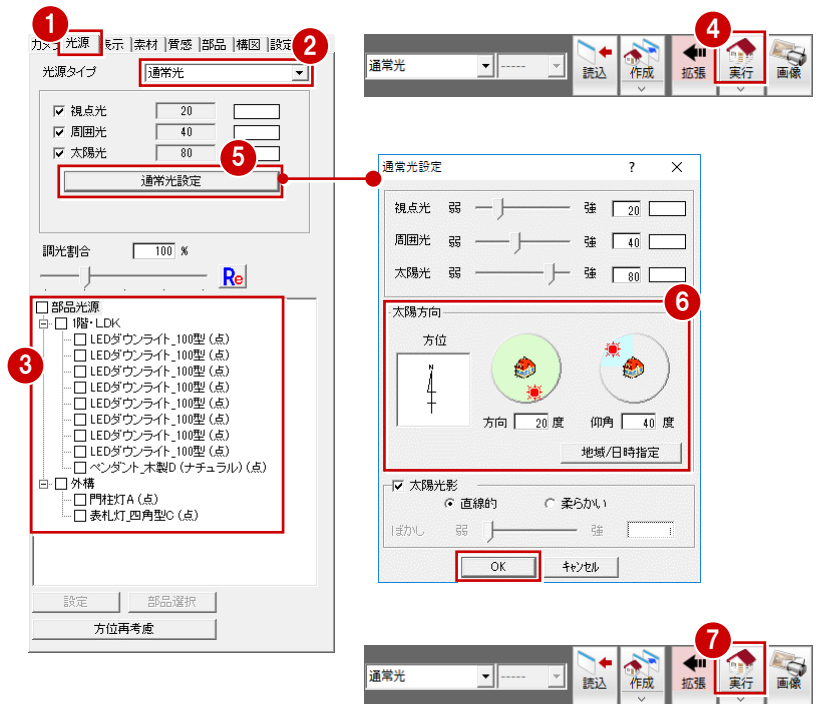 1
カメラ 光源 表示 素材 質感 部品 構図 設定
2
光源タイプ 通常光
視点光 20
周囲光 40
太陽光 80
5
通常光設定
調光割合 100 %
Re
3
部品光源
1階・LDK
LEDダウンライト_100型 (点)
LEDダウンライト_100型 (点)
LEDダウンライト_100型 (点)
LEDダウンライト_100型 (点)
LEDダウンライト_100型 (点)
LEDダウンライト_100型 (点)
LEDダウンライト_100型 (点)
LEDダウンライト_100型 (点)
ペンダント_木製D (ナチュラル) (点)
外構
門柱灯A (点)
表札灯_四角型C (点)
設定 部品選択
方位再考慮
4
通常光 ----- 読込 作成 拡張 実行 画像
通常光設定 ? ×
視点光 弱 強 20
周囲光 弱 強 40
太陽光 弱 強 80
6
太陽方向
方位
N
方向 20 度 仰角 40 度
地域/日時指定
太陽光影
直線的 柔らかい
ぼかし 弱 強 1
OK キャンセル
7
通常光 ----- 読込 作成 拡張 実行 画像